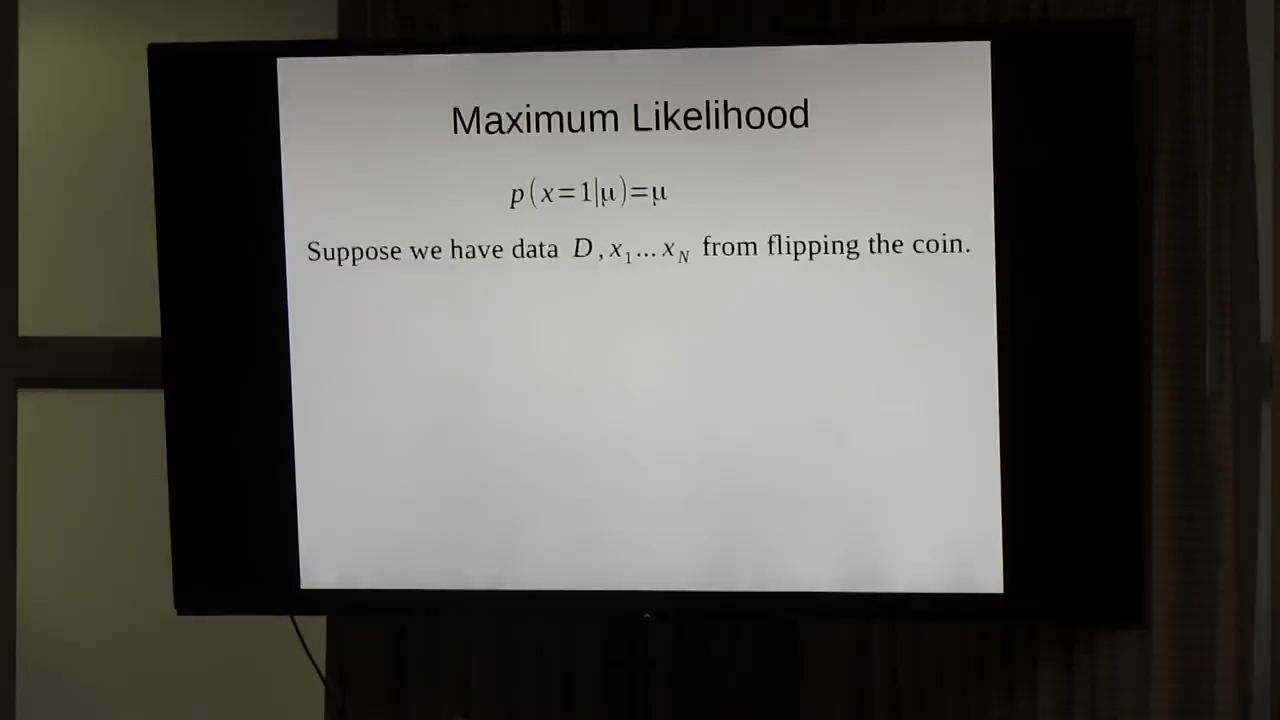 Maximum Likelihood
p(x=1|μ)=μ
Suppose we have data D, x₁...x_N from flipping the coin.